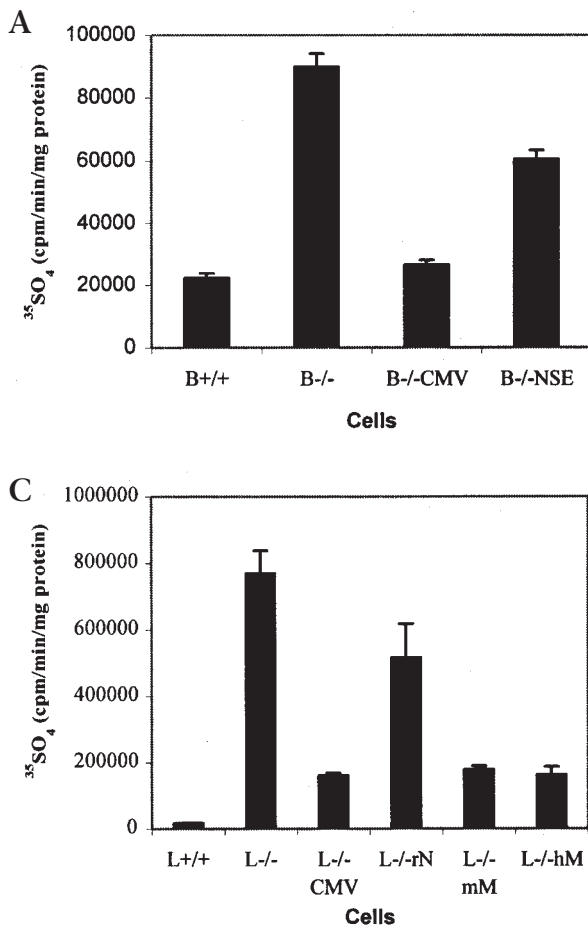 A
³⁵SO₄ (cpm/min/mg protein)
100000
80000
60000
40000
20000
0
B+/+ B-/- B-/-CMV B-/-NSE
Cells
C
³⁵SO₄ (cpm/min/mg protein)
1000000
800000
600000
400000
200000
0
L+/+ L-/- L-/- L-/-rN L-/- L-/-hM
CMV mM
Cells